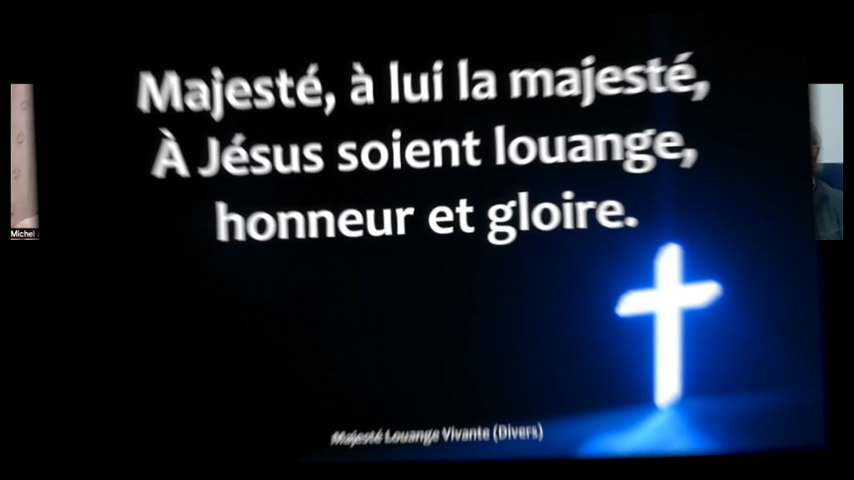 Majesté, à lui la majesté,
À Jésus soient louange,
honneur et gloire.
Michel
Majesté Louange Vivante (Divers)